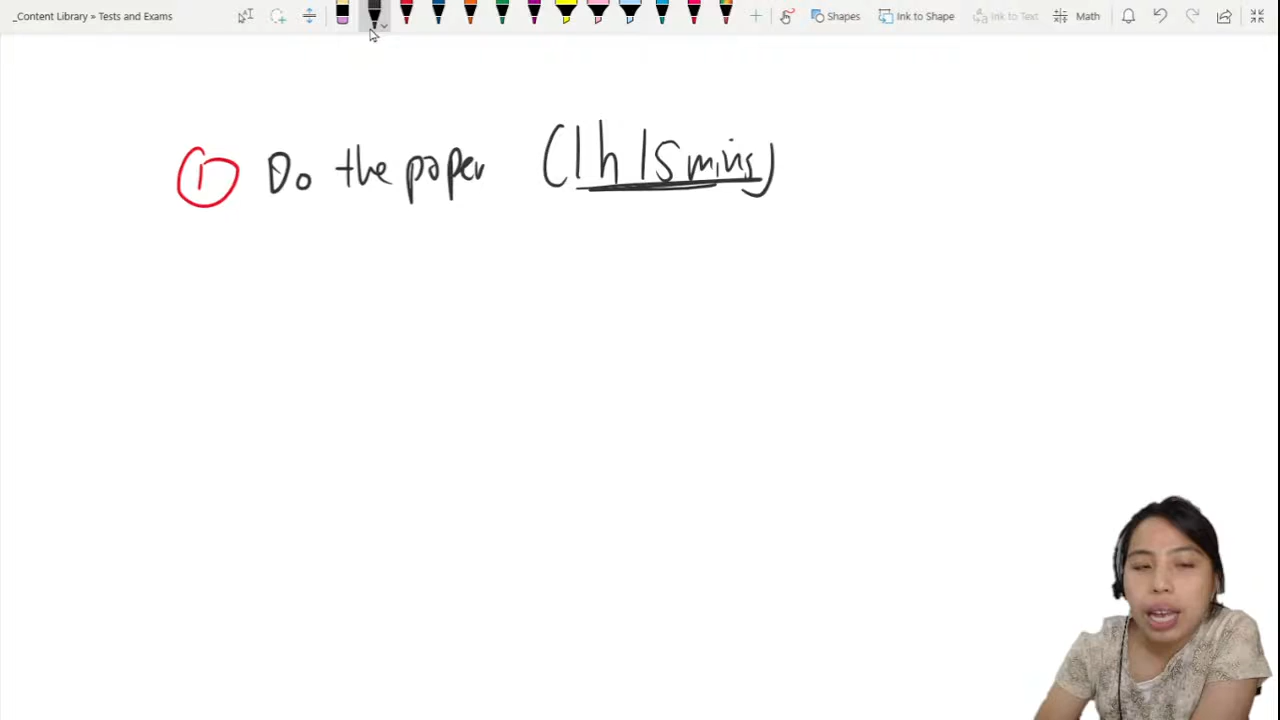 _Content Library » Tests and Exams Shapes Ink to Shape Ink to Text Math
① Do the paper (1h 15mins)